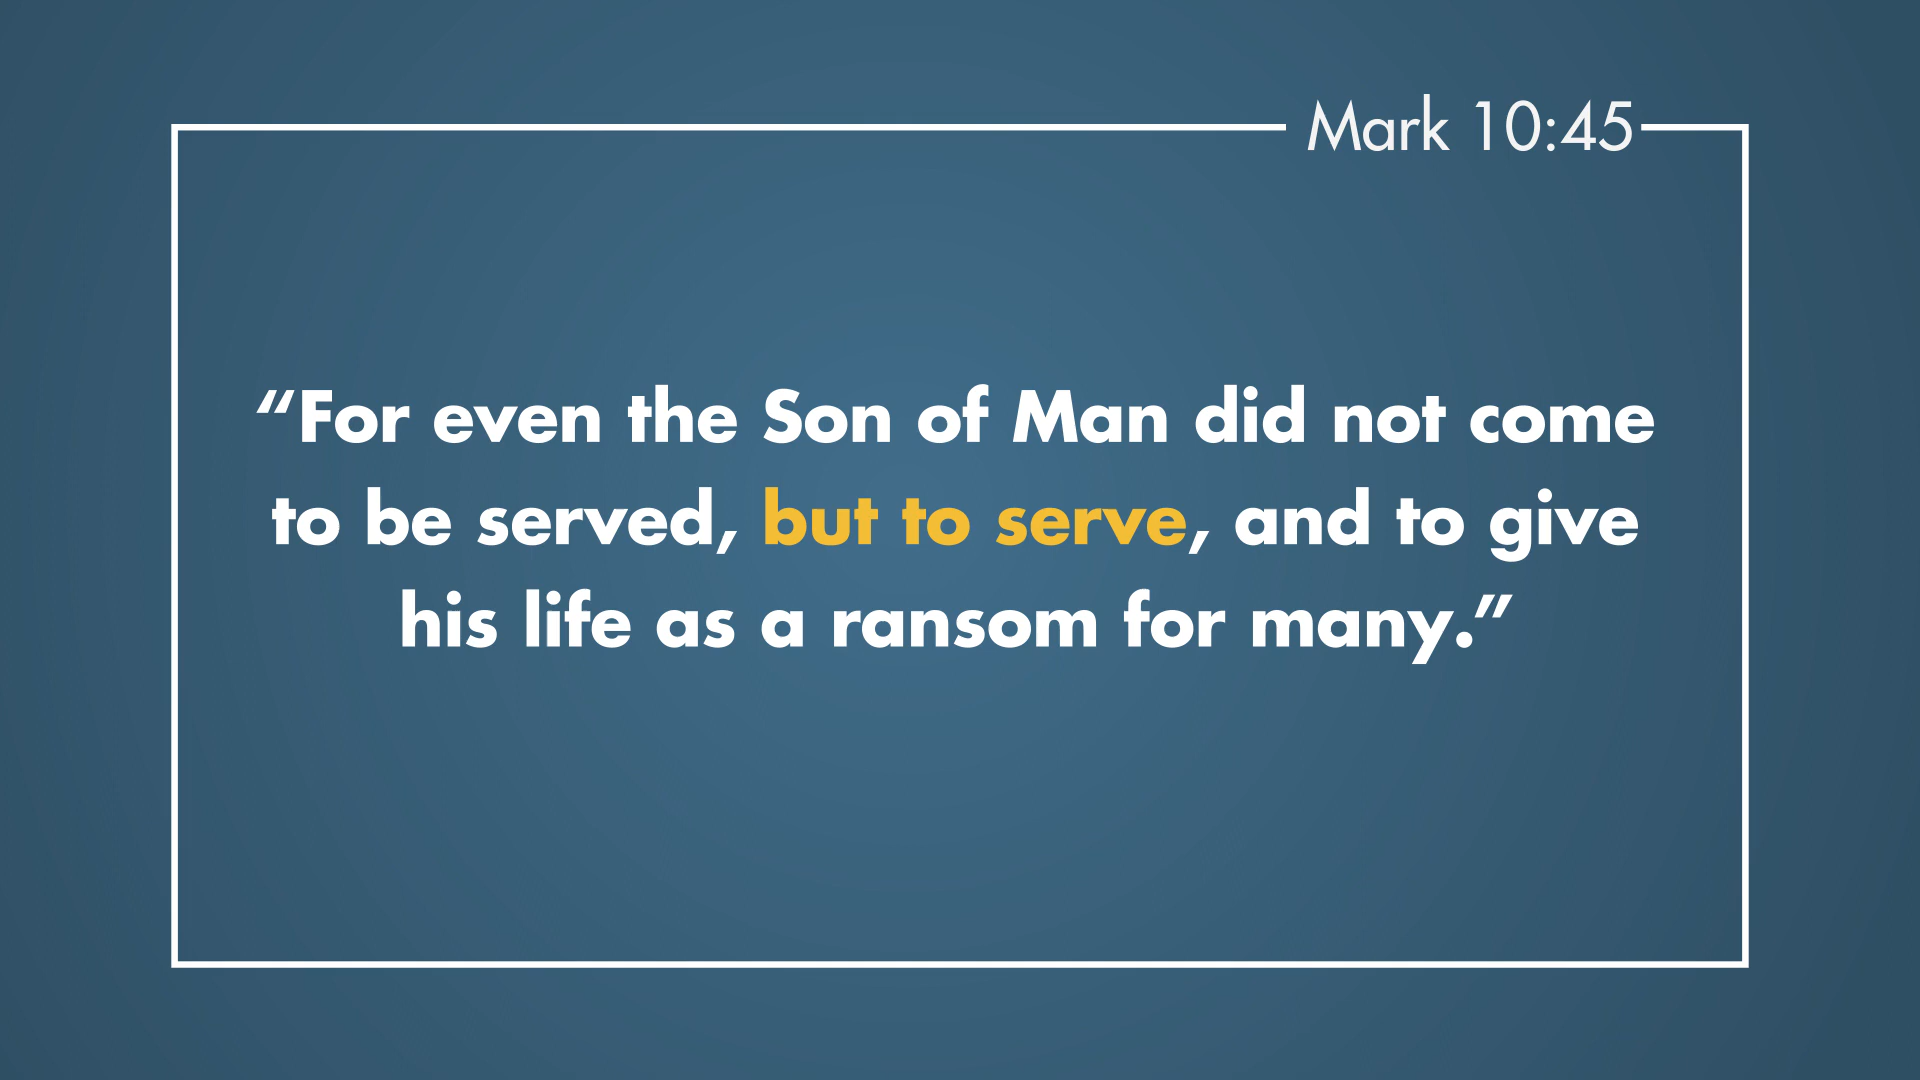 Mark 10:45
“For even the Son of Man did not come
to be served, but to serve, and to give
his life as a ransom for many.”